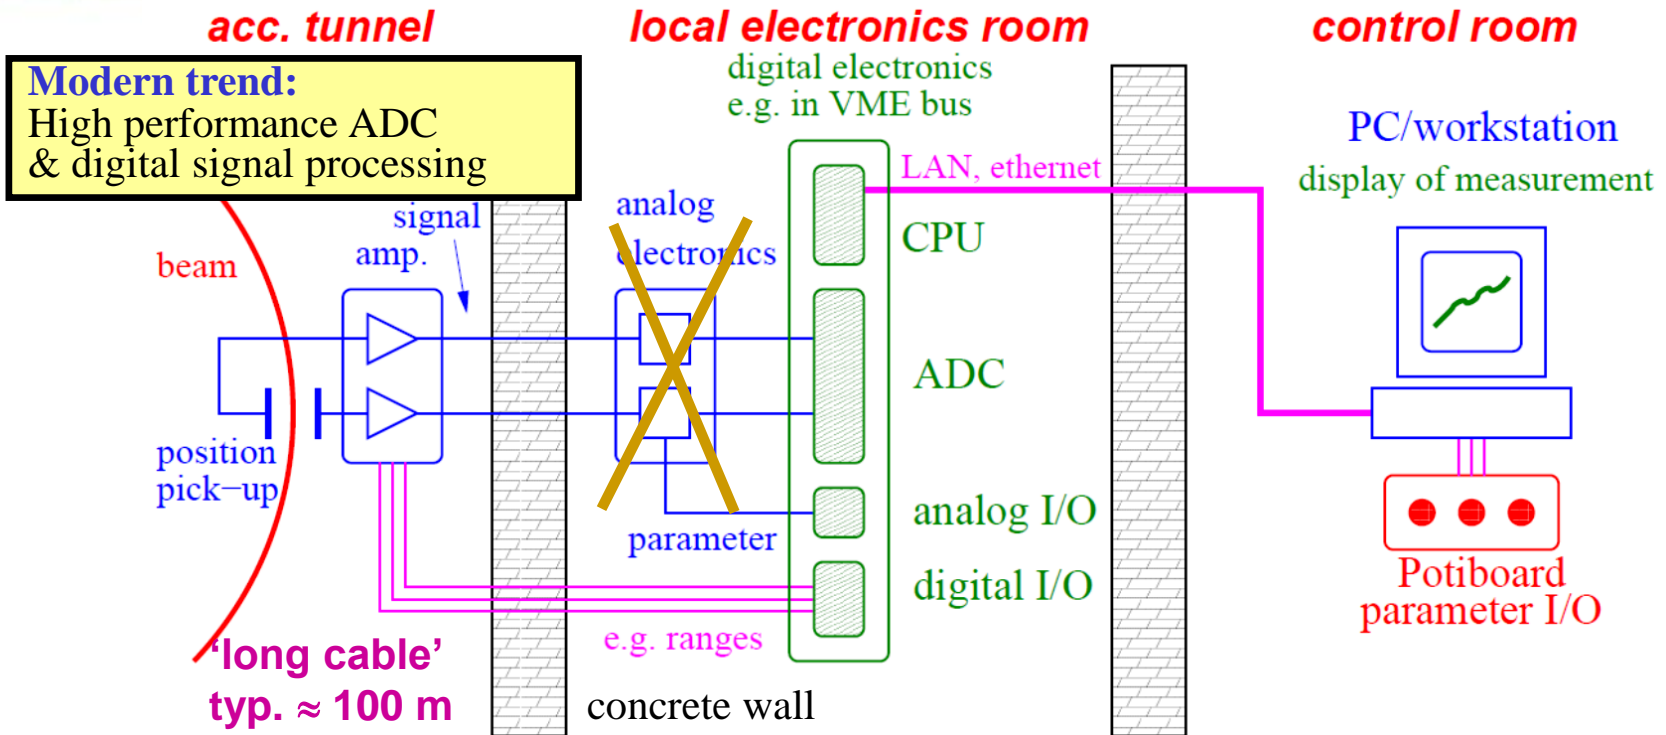 acc. tunnel
local electronics room
control room
Modern trend:
High performance ADC
& digital signal processing
digital electronics
e.g. in VME bus
PC/workstation
display of measurement
LAN, ethernet
signal
amp.
analog
electronics
CPU
beam
ADC
position
pick−up
analog I/O
parameter
digital I/O
Potiboard
parameter I/O
e.g. ranges
‘long cable’
typ. ≈ 100 m
concrete wall